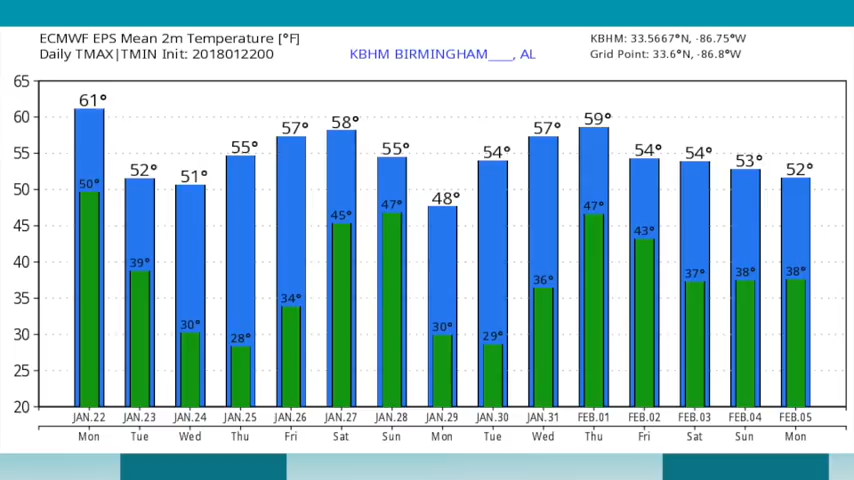 ECMWF EPS Mean 2m Temperature [°F]
Daily TMAX|TMIN Init: 2018012200
KBHM BIRMINGHAM____, AL
KBHM: 33.5667°N, -86.75°W
Grid Point: 33.6°N, -86.8°W
65
60
55
50
45
40
35
30
25
20
61° 52° 51° 55° 57° 58° 55° 48° 54° 57° 59° 54° 54° 53° 52°
50° 39° 30° 28° 34° 45° 47° 30° 29° 36° 47° 43° 37° 38° 38°
JAN.22 JAN.23 JAN.24 JAN.25 JAN.26 JAN.27 JAN.28 JAN.29 JAN.30 JAN.31 FEB.01 FEB.02 FEB.03 FEB.04 FEB.05
Mon Tue Wed Thu Fri Sat Sun Mon Tue Wed Thu Fri Sat Sun Mon